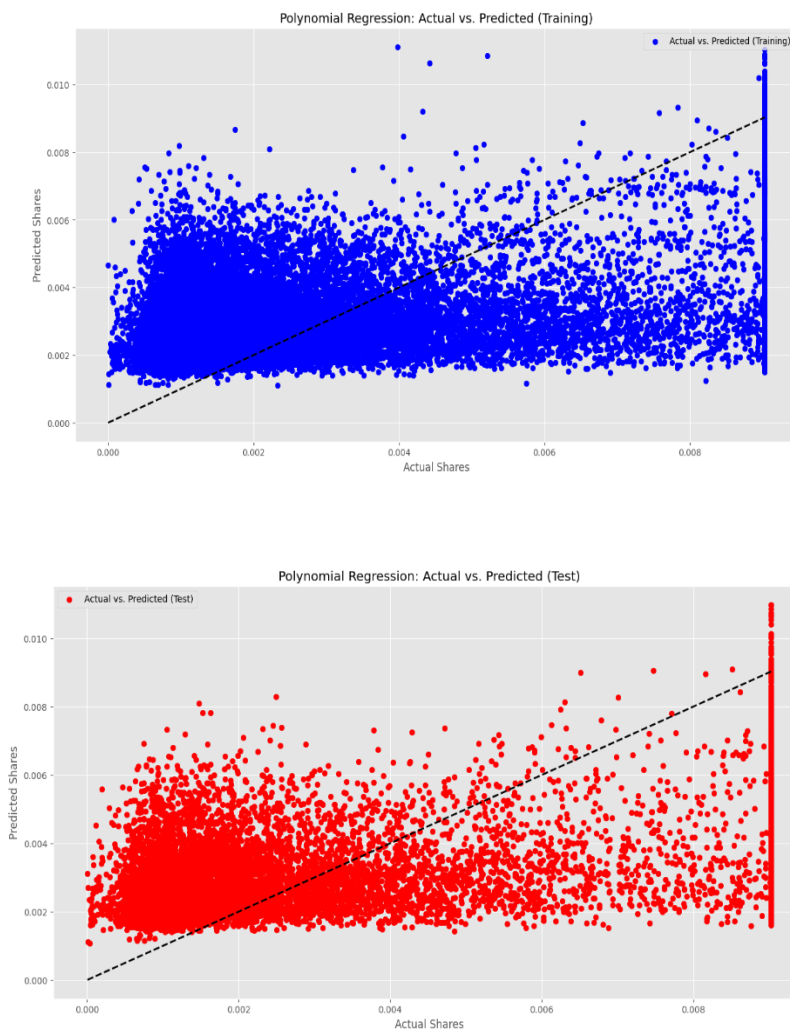 Polynomial Regression: Actual vs. Predicted (Training)
Actual vs. Predicted (Training)
0.010
0.008
0.006
0.004
0.002
0.000
Predicted Shares
0.000 0.002 0.004 0.006 0.008
Actual Shares
Polynomial Regression: Actual vs. Predicted (Test)
Actual vs. Predicted (Test)
0.010
0.008
0.006
0.004
0.002
0.000
Predicted Shares
0.000 0.002 0.004 0.006 0.008
Actual Shares